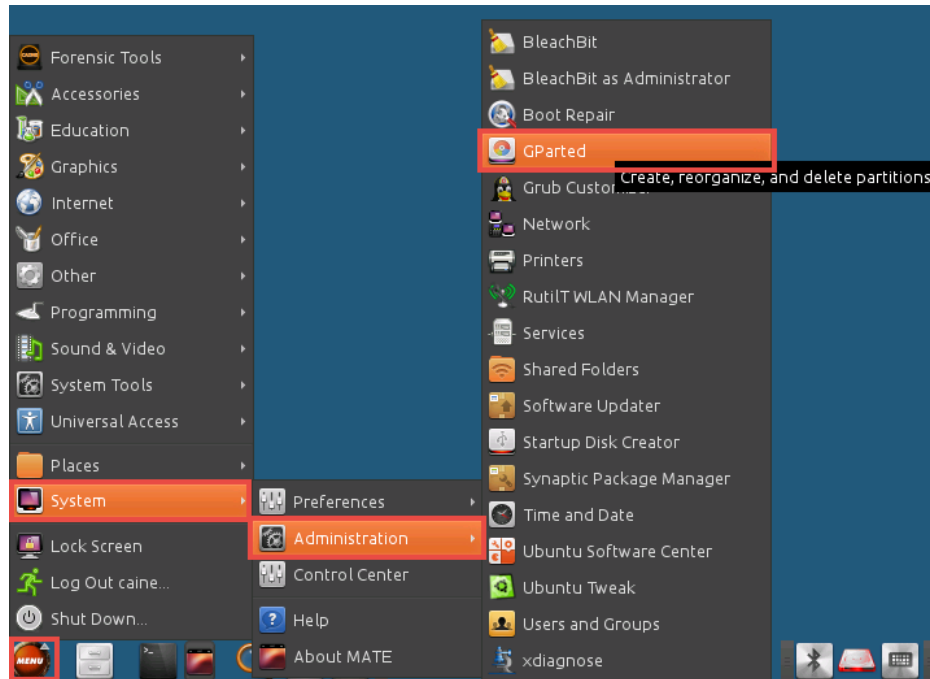 Forensic Tools
Accessories
Education
Graphics
Internet
Office
Other
Programming
Sound & Video
System Tools
Universal Access
Places
System
Lock Screen
Log Out caine...
Shut Down...
MENU
Preferences
Administration
Control Center
Help
About MATE
BleachBit
BleachBit as Administrator
Boot Repair
GParted
Create, reorganize, and delete partitions
Grub
Network
Printers
RutilT WLAN Manager
Services
Shared Folders
Software Updater
Startup Disk Creator
Synaptic Package Manager
Time and Date
Ubuntu Software Center
Ubuntu Tweak
Users and Groups
xdiagnose